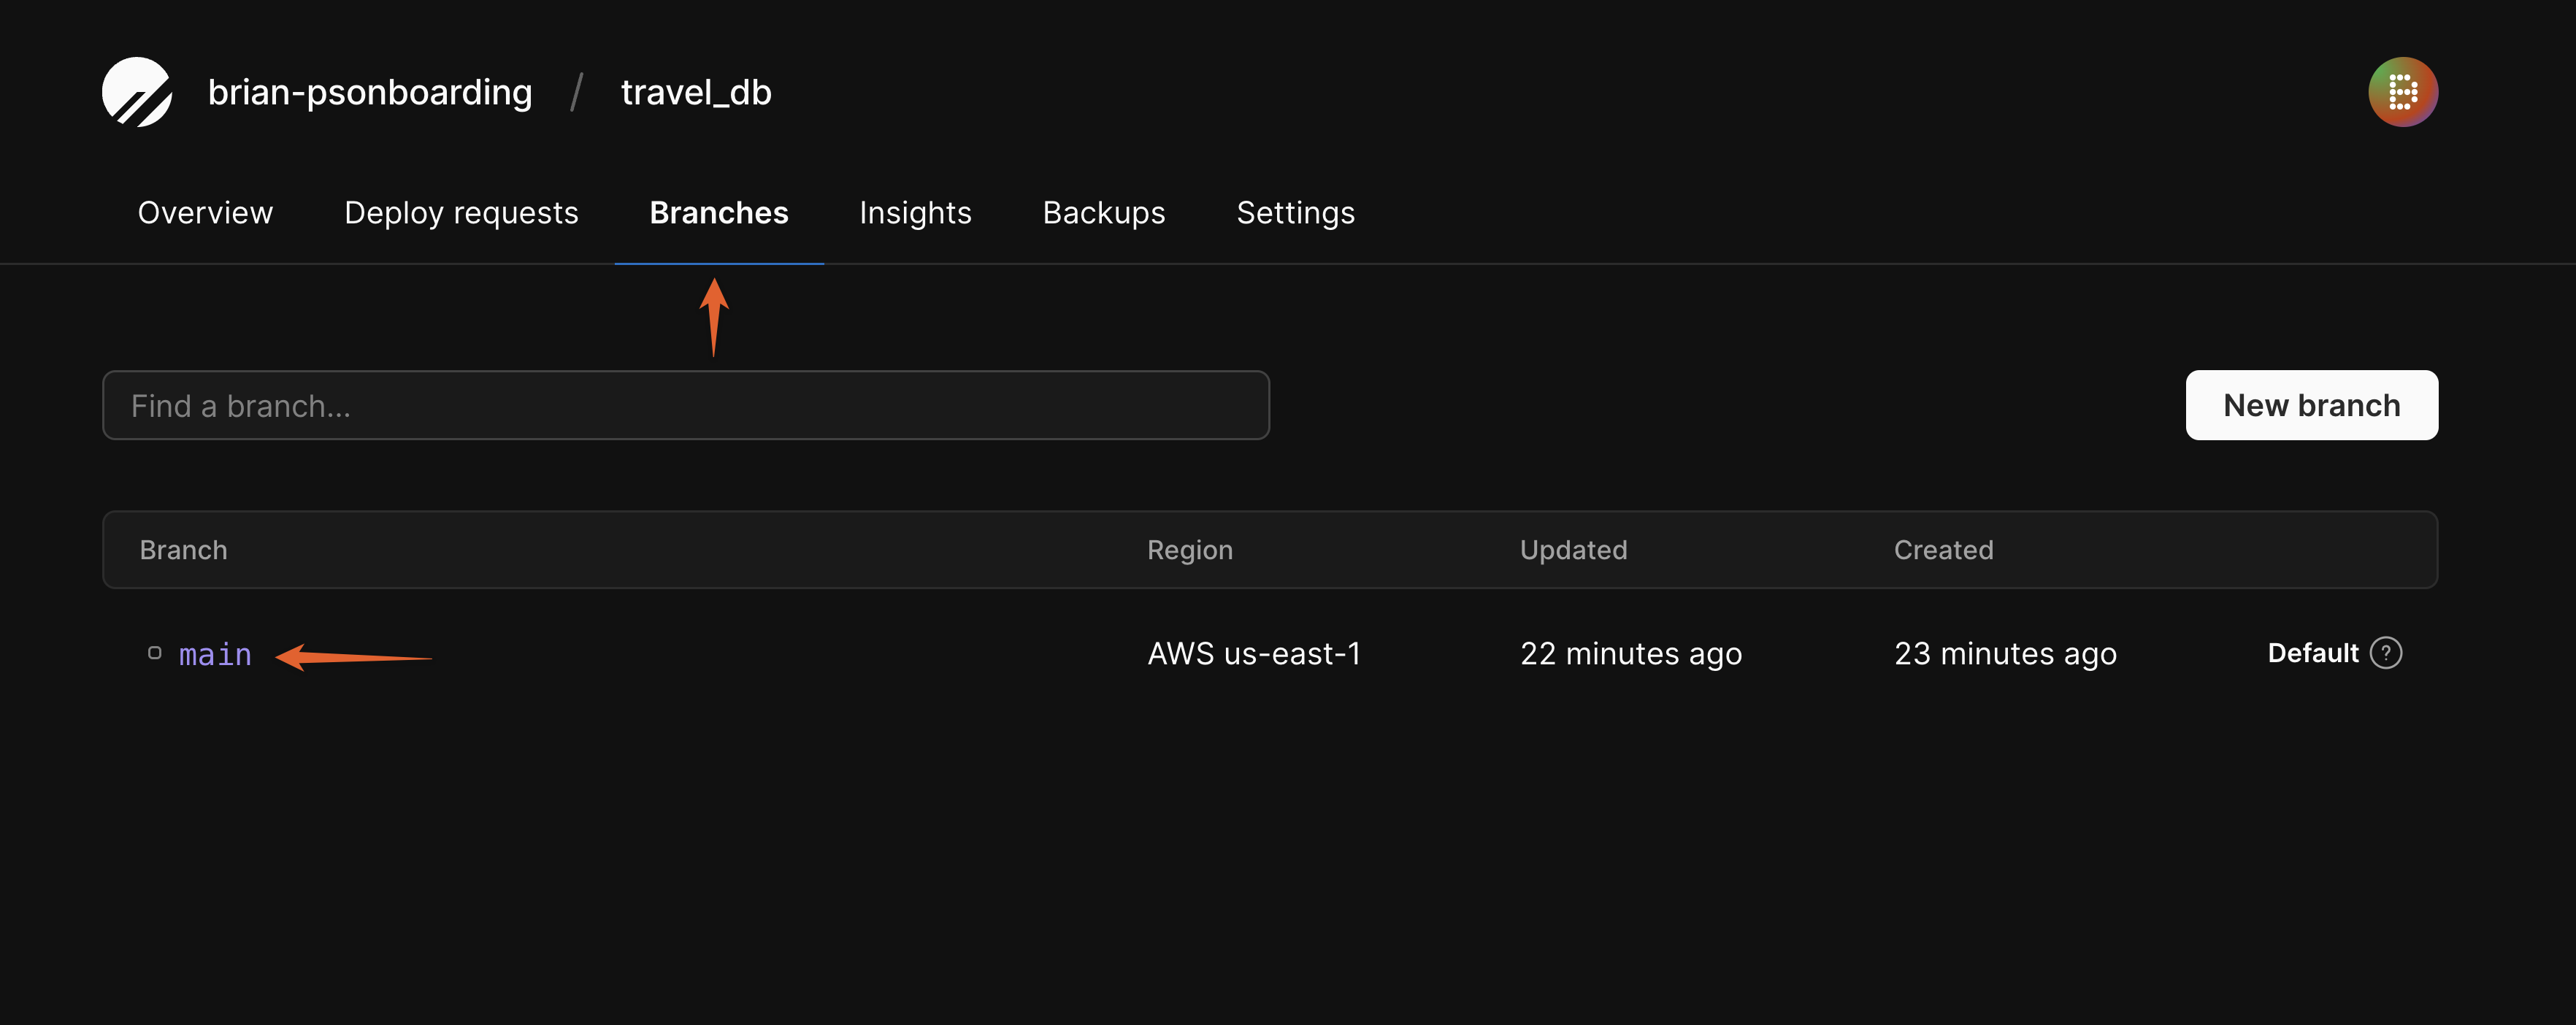 brian-psonboarding / travel_db
B
Overview Deploy requests Branches Insights Backups Settings
Find a branch... New branch
Branch Region Updated Created
main AWS us-east-1 22 minutes ago 23 minutes ago Default ?